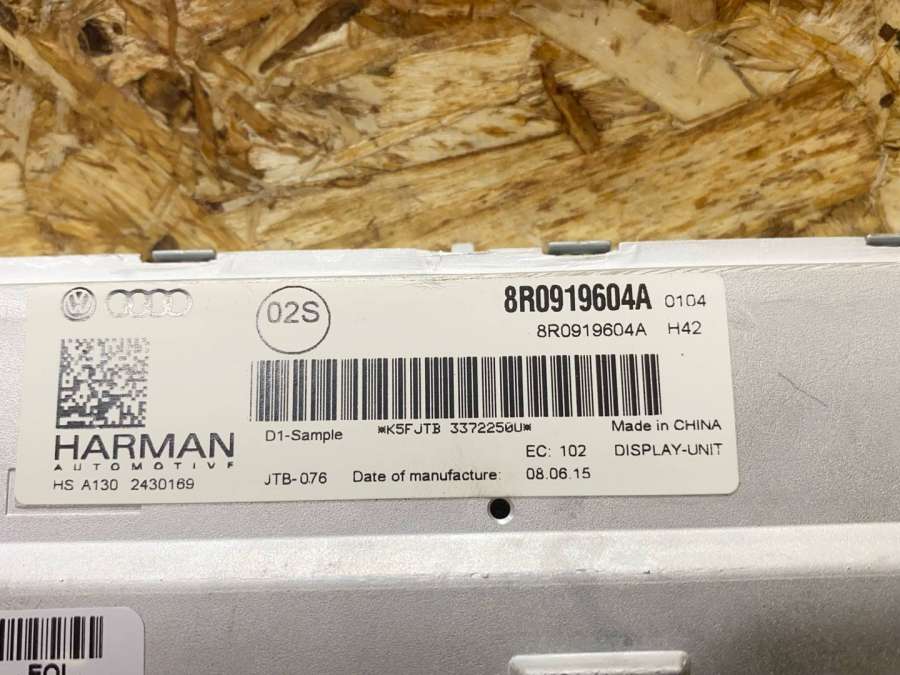 02S
8R0919604A 0104
8R0919604A H42
HARMAN
AUTOMOTIVE
HS A130 2430169
D1-Sample
*K5FJTB 3372250U*
Made in CHINA
EC: 102
DISPLAY-UNIT
JTB-076
Date of manufacture:
08.06.15
EOL